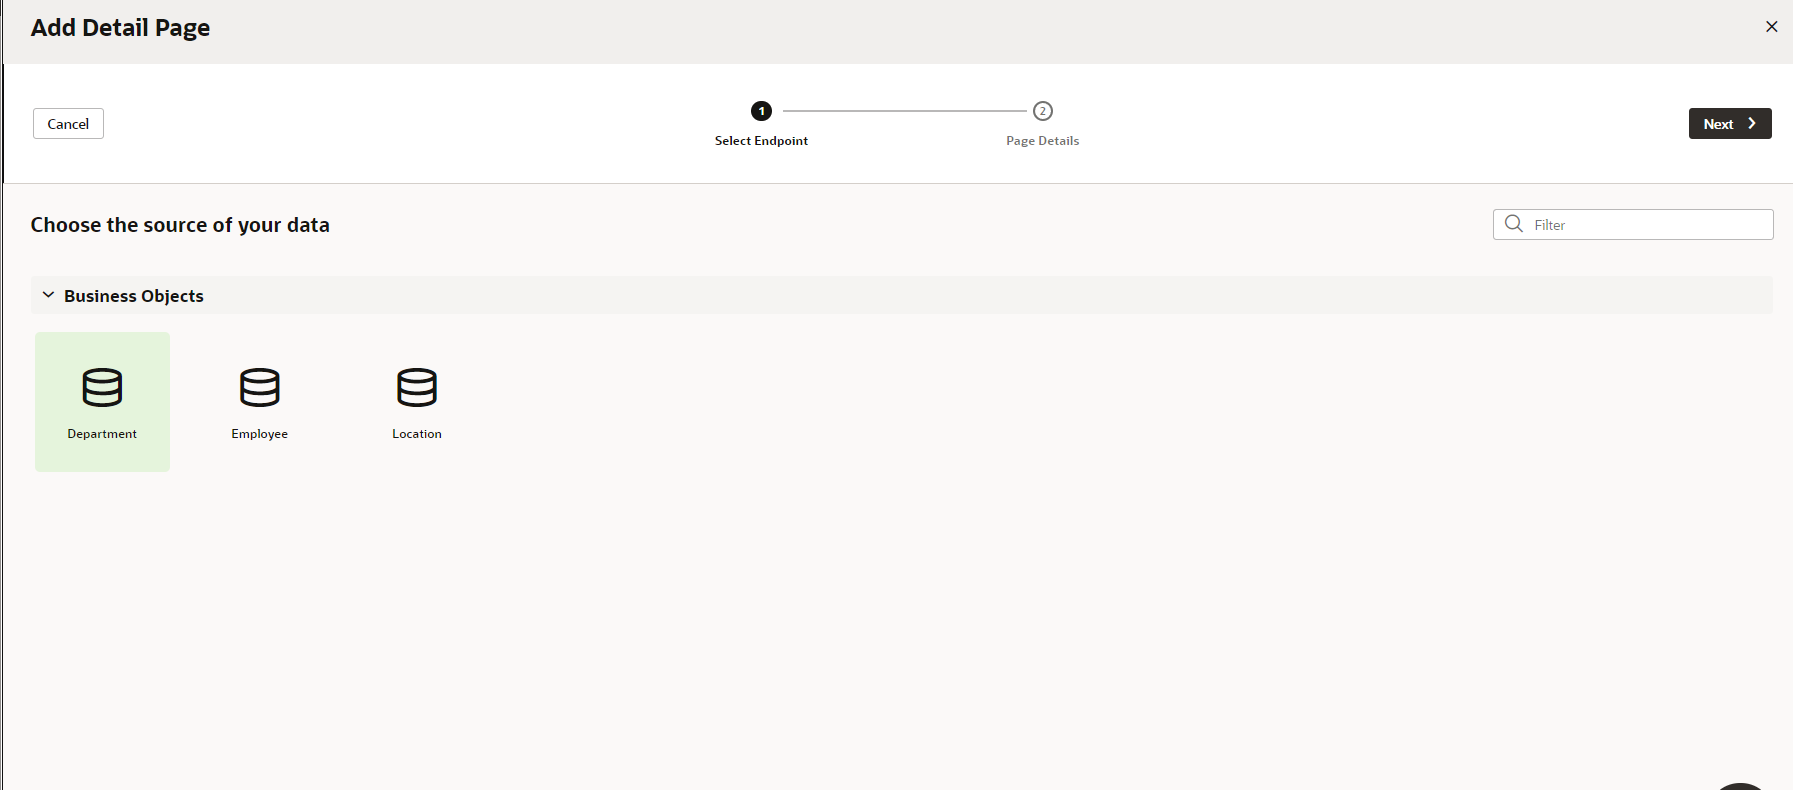 Add Detail Page
Cancel
1
2
Select Endpoint
Page Details
Next
Choose the source of your data
Filter
Business Objects
Department
Employee
Location